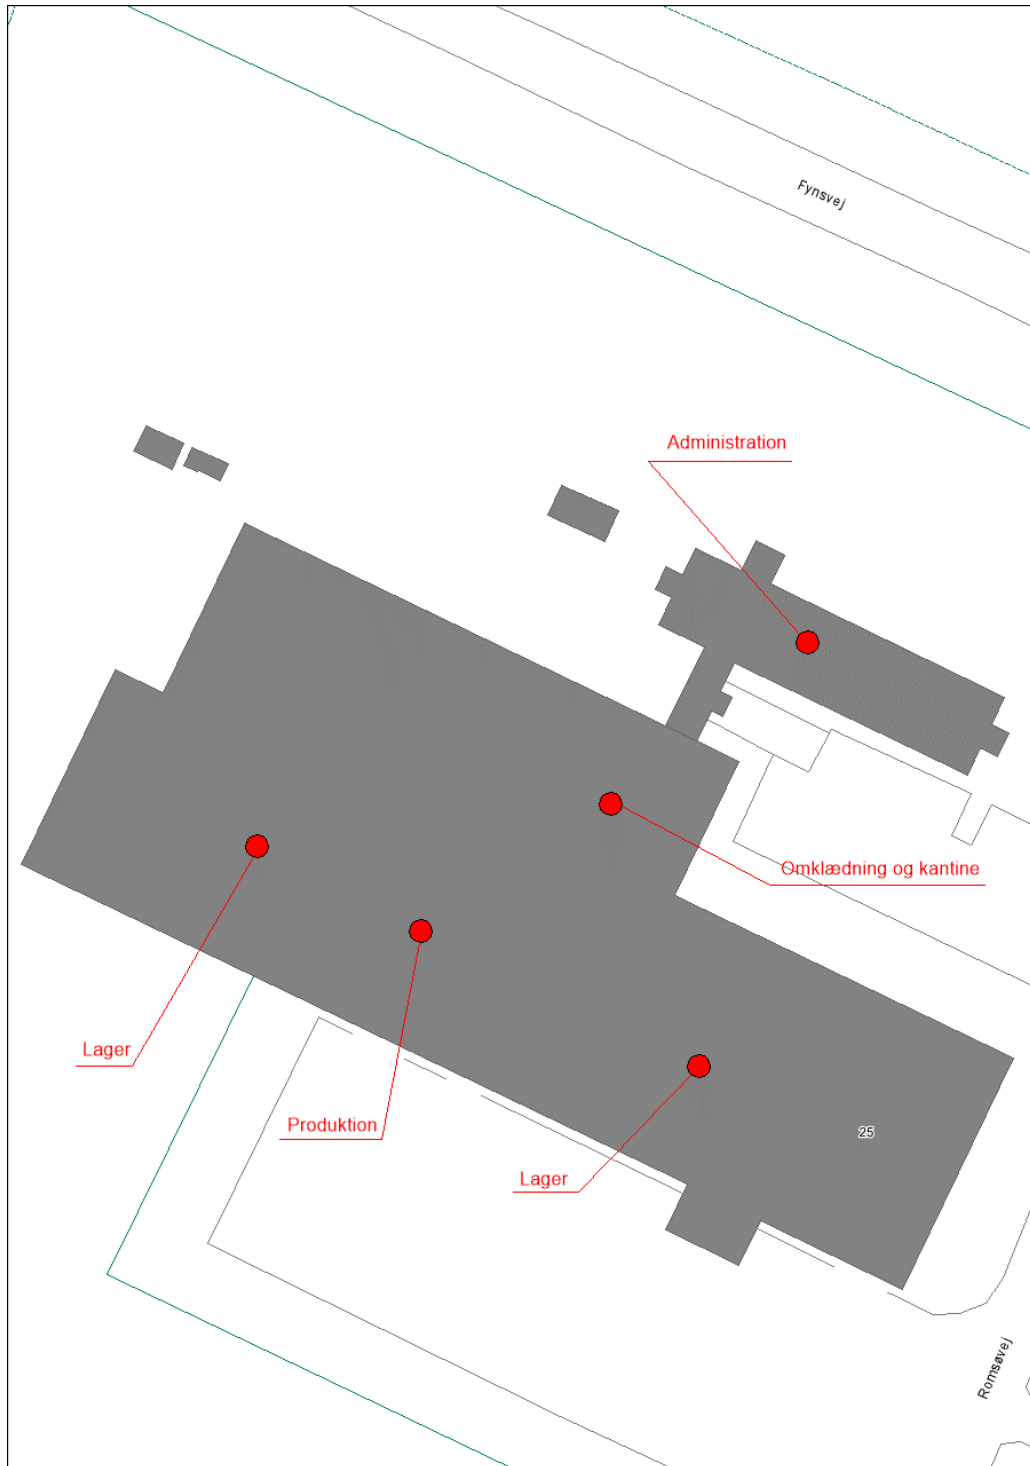 Fynsvej
Administration
Omklædning og kantine
Lager
Produktion
25
Lager
Romsøvej